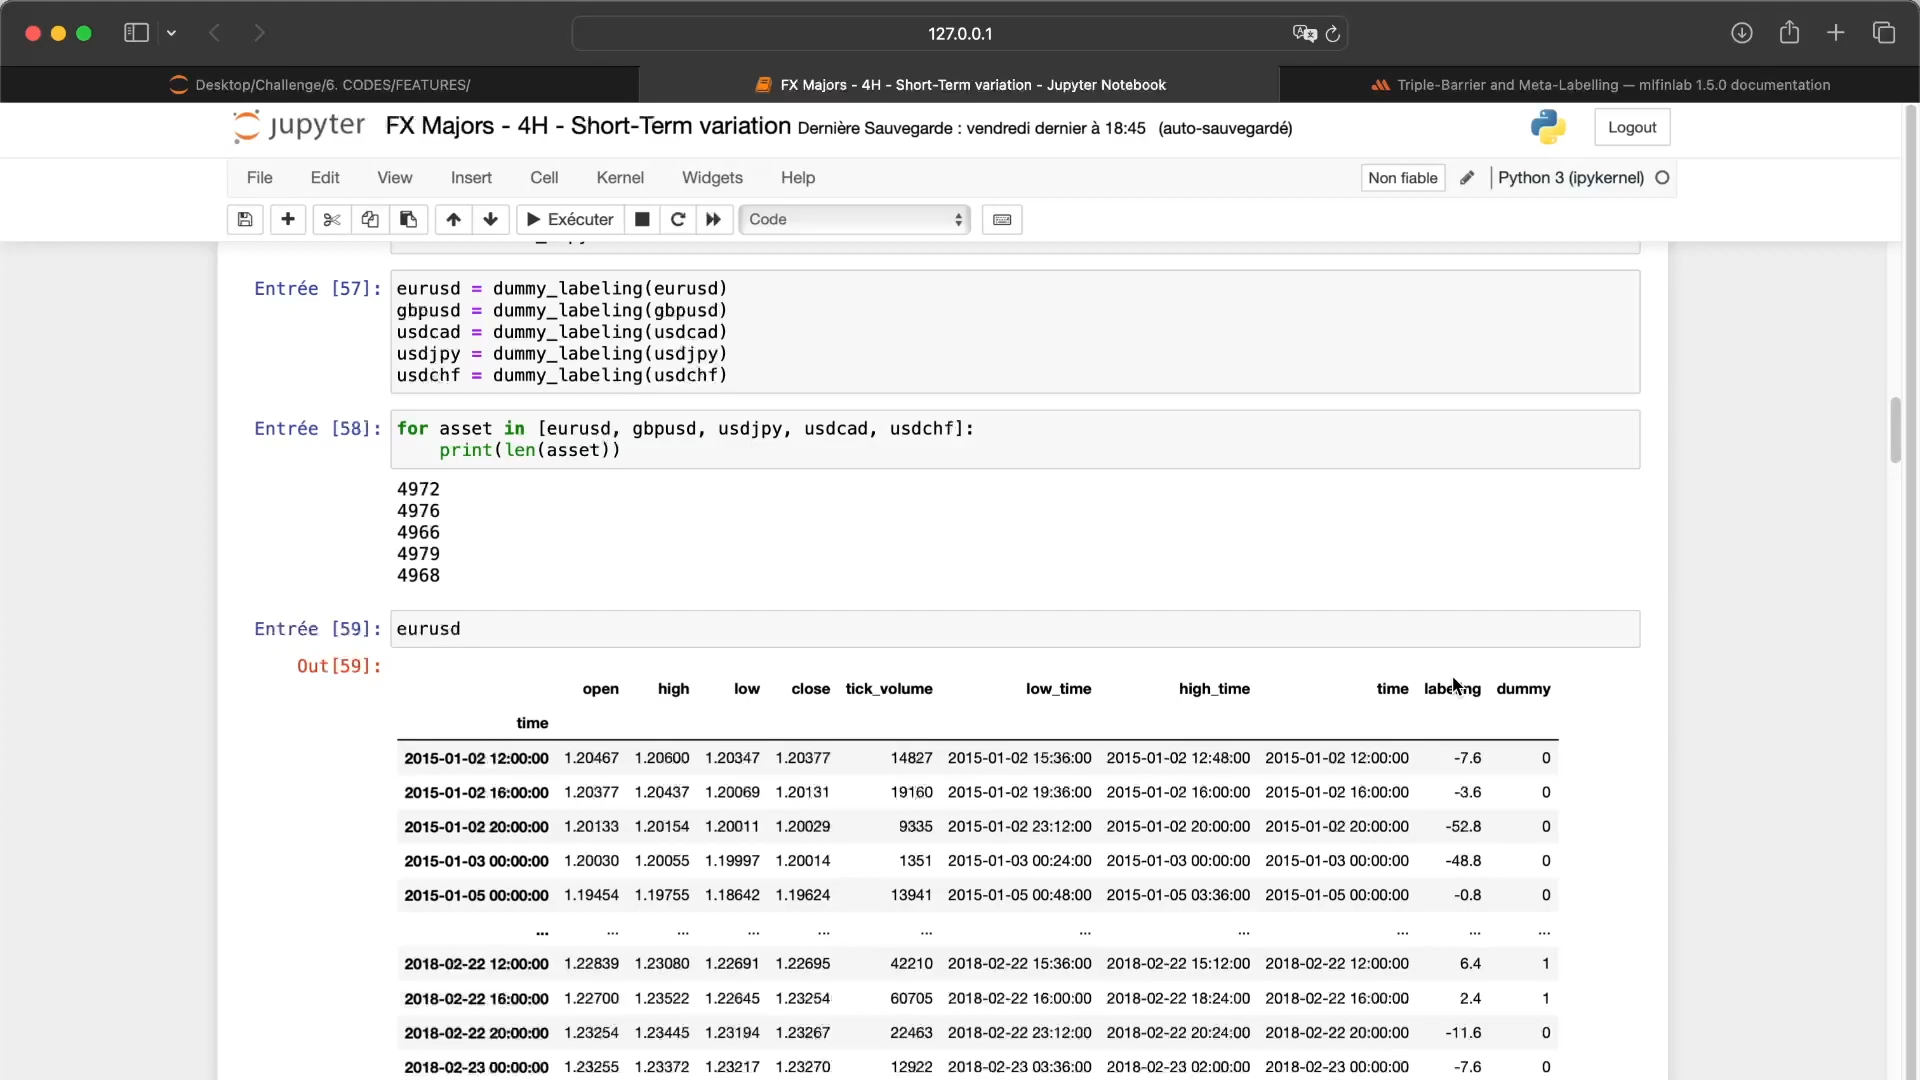 127.0.0.1
Desktop/Challenge/6. CODES/FEATURES/
FX Majors - 4H - Short-Term variation - Jupyter Notebook
Triple-Barrier and Meta-Labelling — mlfinlab 1.5.0 documentation
jupyter FX Majors - 4H - Short-Term variation Dernière Sauvegarde : vendredi dernier à 18:45 (auto-sauvegardé)
Logout
File Edit View Insert Cell Kernel Widgets Help
Non fiable
Python 3 (ipykernel)
Exécuter
Code
Entrée [57]:
eurusd = dummy_labeling(eurusd)
gbpusd = dummy_labeling(gbpusd)
usdcad = dummy_labeling(usdcad)
usdjpy = dummy_labeling(usdjpy)
usdchf = dummy_labeling(usdchf)
Entrée [58]:
for asset in [eurusd, gbpusd, usdjpy, usdcad, usdchf]:
print(len(asset))
4972
4976
4966
4979
4968
Entrée [59]:
eurusd
Out[59]:
open high low close tick_volume low_time high_time time labeling dummy
time
2015-01-02 12:00:00 1.20467 1.20600 1.20347 1.20377 14827 2015-01-02 15:36:00 2015-01-02 12:48:00 2015-01-02 12:00:00 -7.6 0
2015-01-02 16:00:00 1.20377 1.20437 1.20069 1.20131 19160 2015-01-02 19:36:00 2015-01-02 16:00:00 2015-01-02 16:00:00 -3.6 0
2015-01-02 20:00:00 1.20133 1.20154 1.20011 1.20029 9335 2015-01-02 23:12:00 2015-01-02 20:00:00 2015-01-02 20:00:00 -52.8 0
2015-01-03 00:00:00 1.20030 1.20055 1.19997 1.20014 1351 2015-01-03 00:24:00 2015-01-03 00:00:00 2015-01-03 00:00:00 -48.8 0
2015-01-05 00:00:00 1.19454 1.19755 1.18642 1.19624 13941 2015-01-05 00:48:00 2015-01-05 03:36:00 2015-01-05 00:00:00 -0.8 0
... ... ... ... ... ... ... ... ... ... ...
2018-02-22 12:00:00 1.22839 1.23080 1.22691 1.22695 42210 2018-02-22 15:36:00 2018-02-22 15:12:00 2018-02-22 12:00:00 6.4 1
2018-02-22 16:00:00 1.22700 1.23522 1.22645 1.23254 60705 2018-02-22 16:00:00 2018-02-22 18:24:00 2018-02-22 16:00:00 2.4 1
2018-02-22 20:00:00 1.23254 1.23445 1.23194 1.23267 22463 2018-02-22 23:12:00 2018-02-22 20:24:00 2018-02-22 20:00:00 -11.6 0
2018-02-23 00:00:00 1.23255 1.23372 1.23217 1.23270 12922 2018-02-23 03:36:00 2018-02-23 02:00:00 2018-02-23 00:00:00 -7.6 0